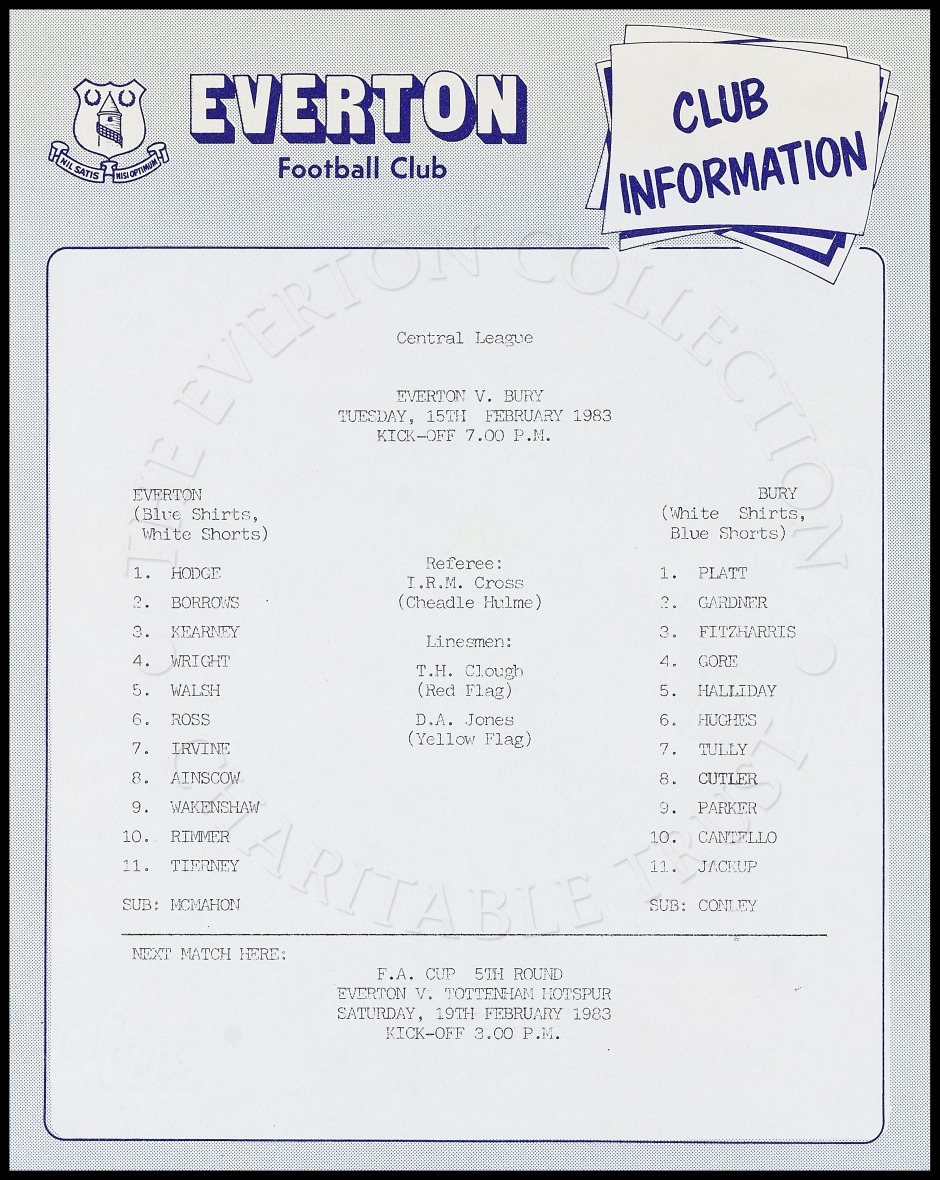 EVERTON
Football Club
NIL SATIS NISI OPTIMUM
CLUB
INFORMATION
THE EVERTON COLLECTION CHARITABLE TRUST
Central League
EVERTON V. BURY
TUESDAY, 15TH FEBRUARY 1983
KICK-OFF 7.00 P.M.
EVERTON
(Blue Shirts,
White Shorts)
1. HODGE
2. BORROWS
3. KEARNEY
4. WRIGHT
5. WALSH
6. ROSS
7. IRVINE
8. AINSCOW
9. WAKENSHAW
10. RIMMER
11. TIERNEY
SUB: MCMAHON
Referee:
I.R.M. Cross
(Cheadle Hulme)
Linesmen:
T.H. Clough
(Red Flag)
D.A. Jones
(Yellow Flag)
BURY
(White Shirts,
Blue Shorts)
1. PLATT
2. GARDNER
3. FITZHARRIS
4. GORE
5. HALLIDAY
6. HUGHES
7. TULLY
8. CUTLER
9. PARKER
10. CANTELLO
11. JACKUP
SUB: CONLEY
NEXT MATCH HERE:
F.A. CUP 5TH ROUND
EVERTON V. TOTTENHAM HOTSPUR
SATURDAY, 19TH FEBRUARY 1983
KICK-OFF 3.00 P.M.